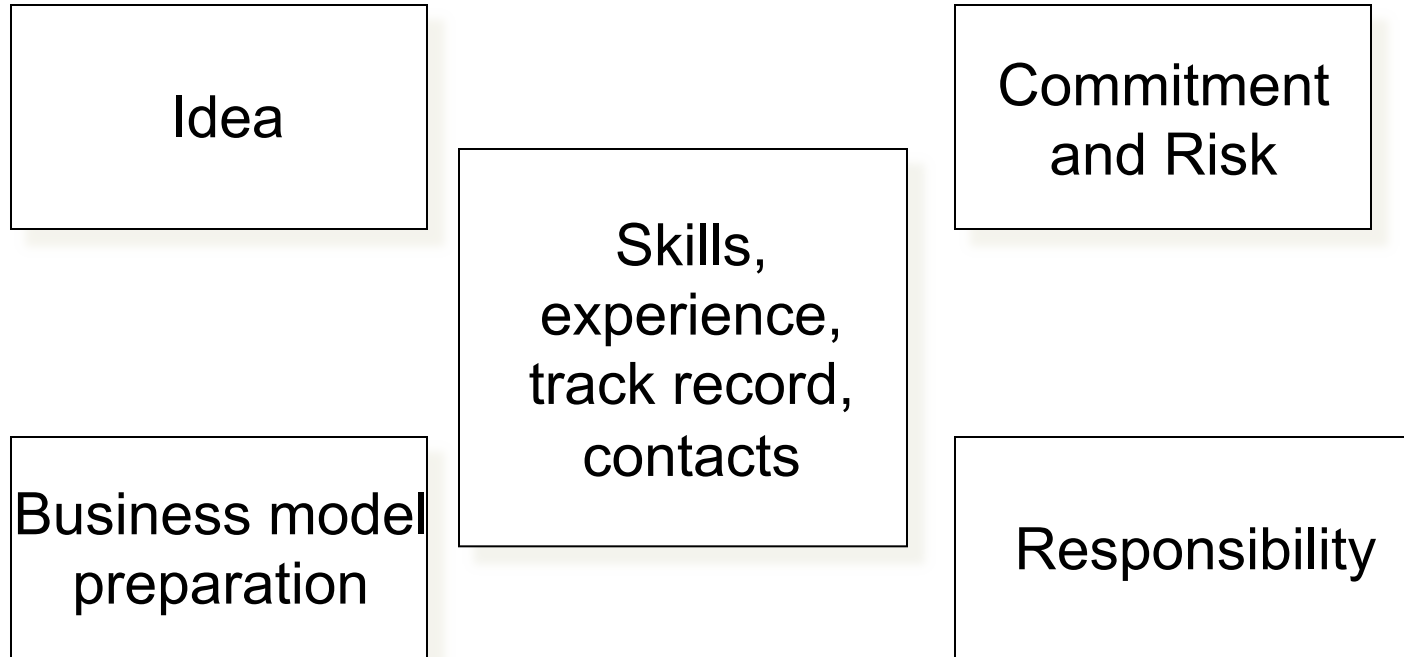 Idea
Commitment
and Risk
Skills,
experience,
track record,
contacts
Business model
preparation
Responsibility